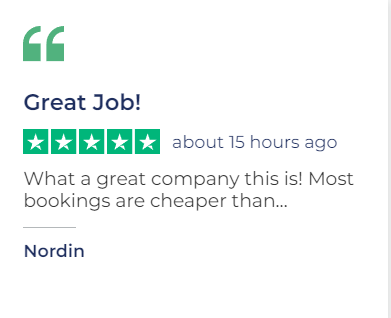 Great Job!
about 15 hours ago
What a great company this is! Most
bookings are cheaper than...
Nordin